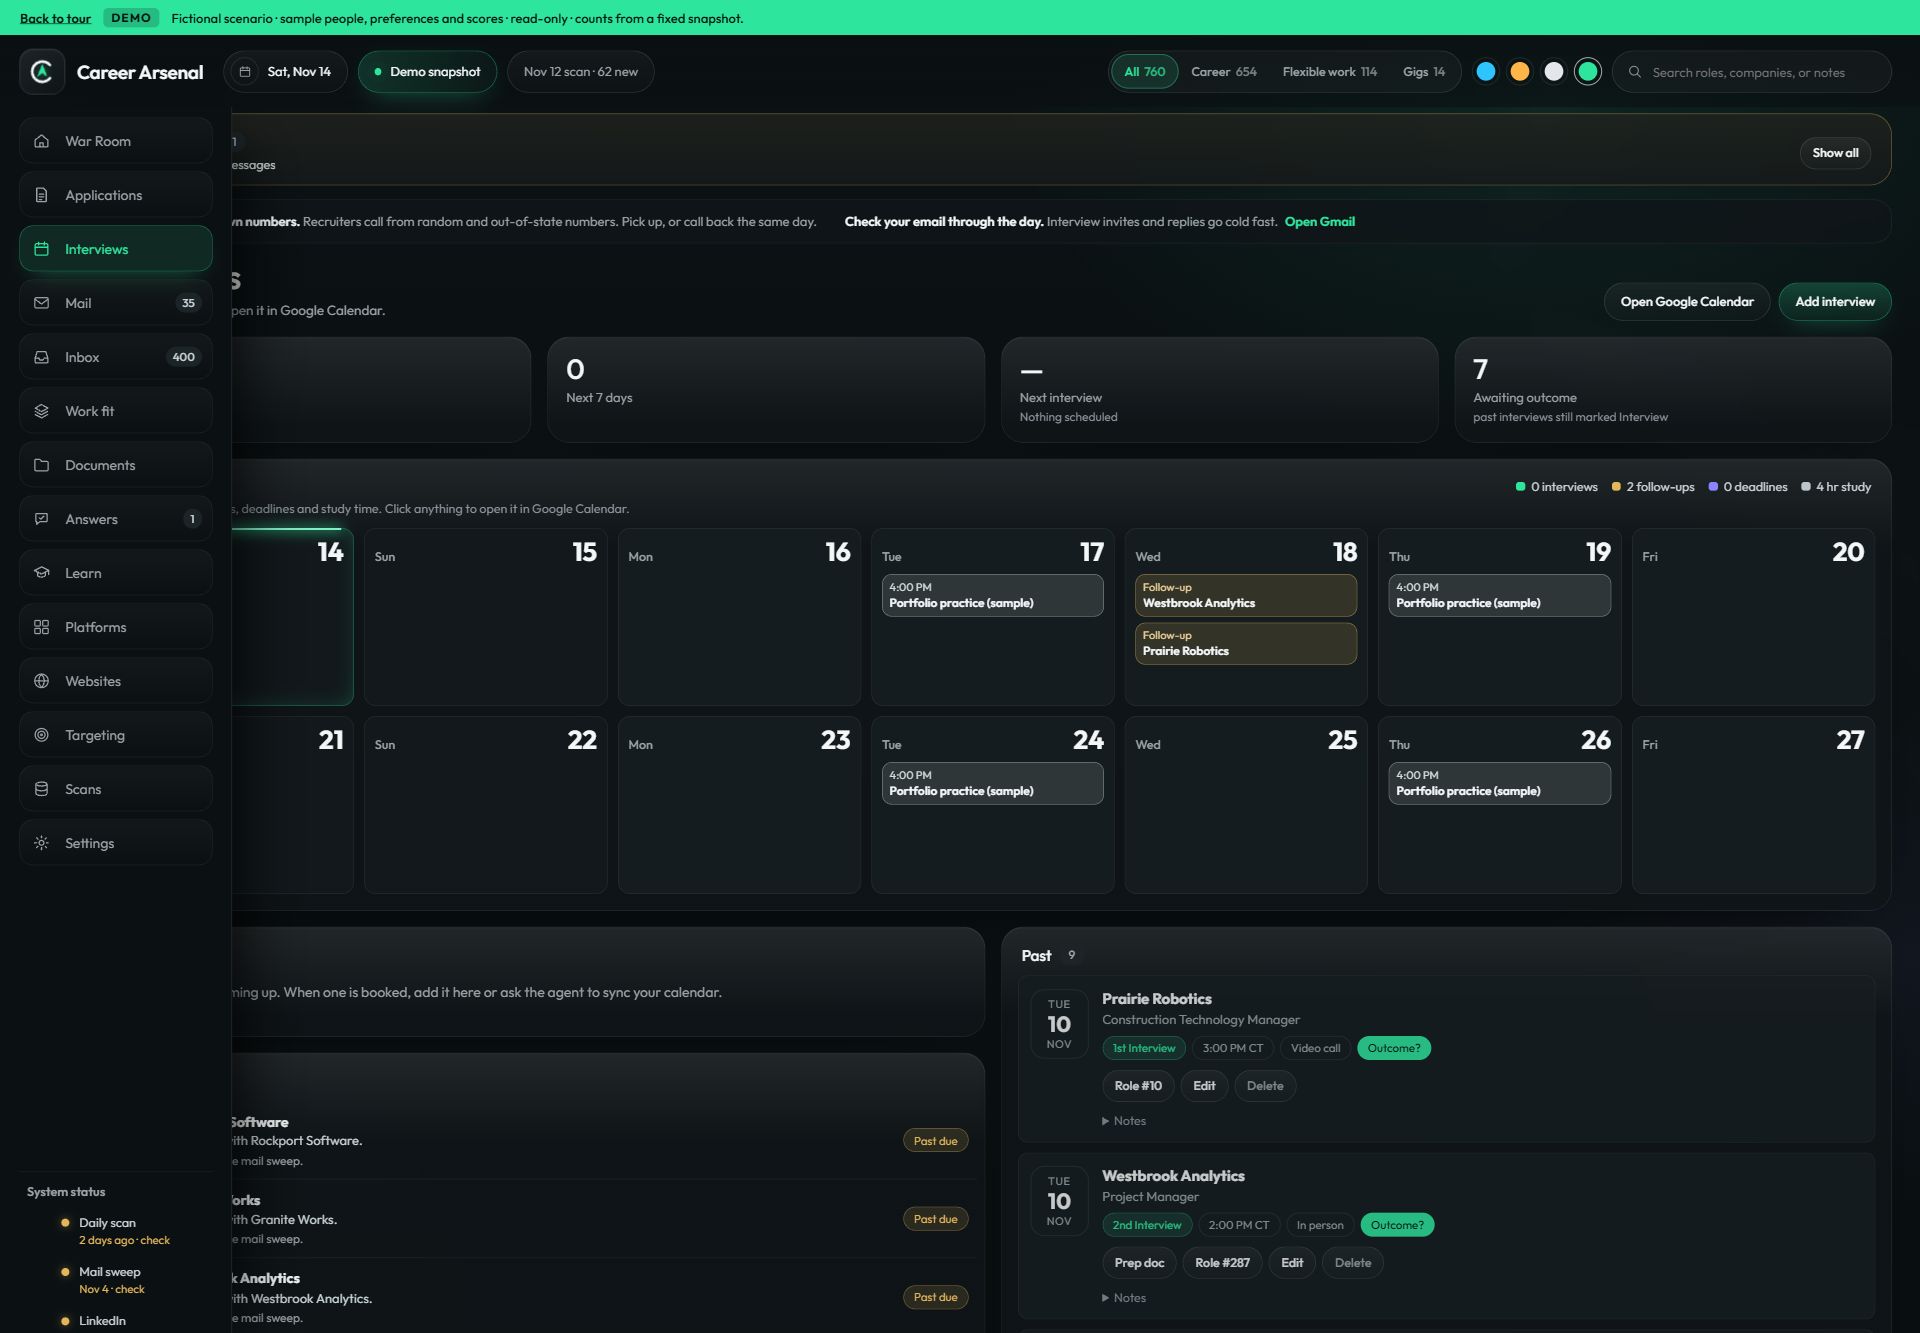 Back to tour DEMO Fictional scenario · sample people, preferences and scores · read-only · counts from a fixed snapshot.
Career Arsenal Sat, Nov 14 Demo snapshot Nov 12 scan · 62 new All 760 Career 654 Flexible work 114 Gigs 14 Search roles, companies, or notes
War Room
Applications
Interviews
Mail 35
Inbox 400
Work fit
Documents
Answers 1
Learn
Platforms
Websites
Targeting
Scans
Settings
System status
Daily scan
2 days ago · check
Mail sweep
Nov 4 · check
LinkedIn
1
essages
Show all
wn numbers. Recruiters call from random and out-of-state numbers. Pick up, or call back the same day. Check your email through the day. Interview invites and replies go cold fast. Open Gmail
s
pen it in Google Calendar.
Open Google Calendar Add interview
0
Next 7 days
—
Next interview
Nothing scheduled
7
Awaiting outcome
past interviews still marked Interview
0 interviews 2 follow-ups 0 deadlines 4 hr study
s, deadlines and study time. Click anything to open it in Google Calendar.
14
Sun 15
Mon 16
Tue 17
4:00 PM
Portfolio practice (sample)
Wed 18
Follow-up
Westbrook Analytics
Follow-up
Prairie Robotics
Thu 19
4:00 PM
Portfolio practice (sample)
Fri 20
21
Sun 22
Mon 23
Tue 24
4:00 PM
Portfolio practice (sample)
Wed 25
Thu 26
4:00 PM
Portfolio practice (sample)
Fri 27
ming up. When one is booked, add it here or ask the agent to sync your calendar.
Software
ith Rockport Software.
e mail sweep.
Past due
orks
ith Granite Works.
e mail sweep.
Past due
k Analytics
ith Westbrook Analytics.
e mail sweep.
Past due
Past 9
TUE
10
NOV
Prairie Robotics
Construction Technology Manager
1st Interview 3:00 PM CT Video call Outcome?
Role #10 Edit Delete
▶ Notes
TUE
10
NOV
Westbrook Analytics
Project Manager
2nd Interview 2:00 PM CT In person Outcome?
Prep doc Role #287 Edit Delete
▶ Notes